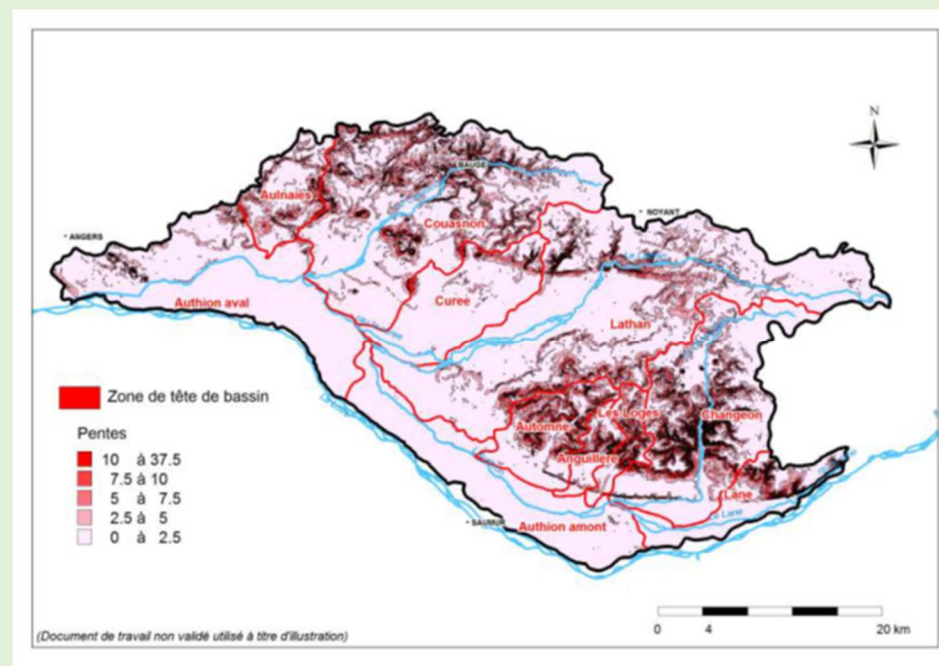 N
BAUGE
Aulnaies
NOYANT
Couasnon
ANGERS
Authion aval
Curee
Lathan
Zone de tête de bassin
Pentes
10 à 37.5
7.5 à 10
5 à 7.5
2.5 à 5
0 à 2.5
Automne
Les Loges
Changeon
Anguillere
Lane
Lane
SAUMUR
Authion amont
0 4 20 km
(Document de travail non validé utilisé à titre d'illustration)